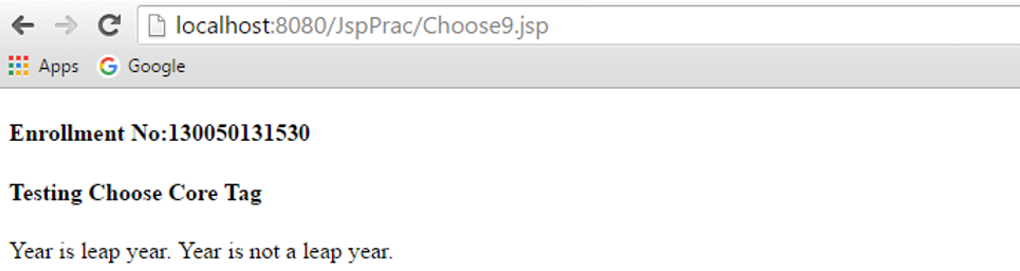 localhost:8080/JspPrac/Choose9.jsp
Apps Google
Enrollment No:130050131530
Testing Choose Core Tag
Year is leap year. Year is not a leap year.